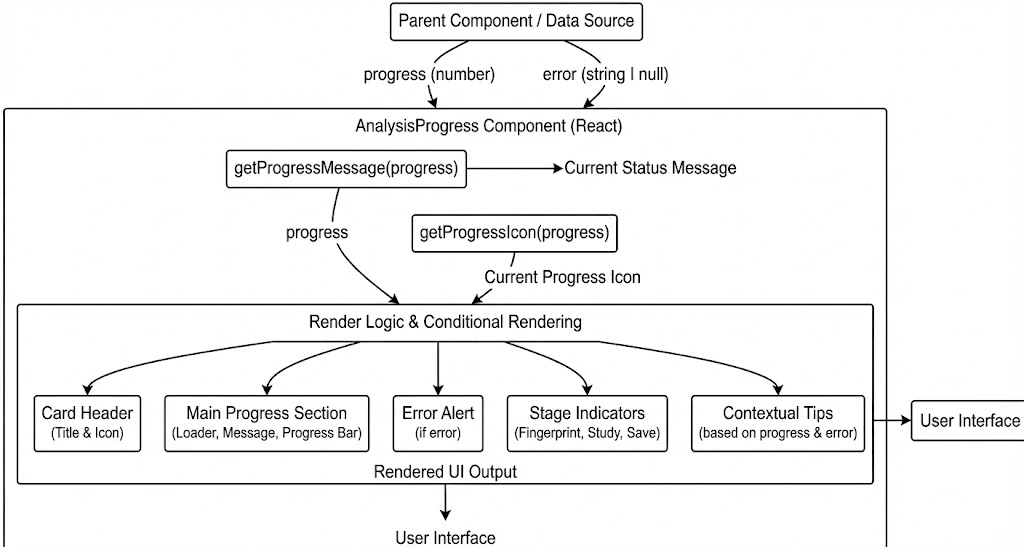 Parent Component / Data Source
progress (number)
error (string | null)
AnalysisProgress Component (React)
getProgressMessage(progress)
Current Status Message
progress
getProgressIcon(progress)
Current Progress Icon
Render Logic & Conditional Rendering
Card Header
(Title & Icon)
Main Progress Section
(Loader, Message, Progress Bar)
Error Alert
(if error)
Stage Indicators
(Fingerprint, Study, Save)
Contextual Tips
(based on progress & error)
User Interface
Rendered UI Output
User Interface